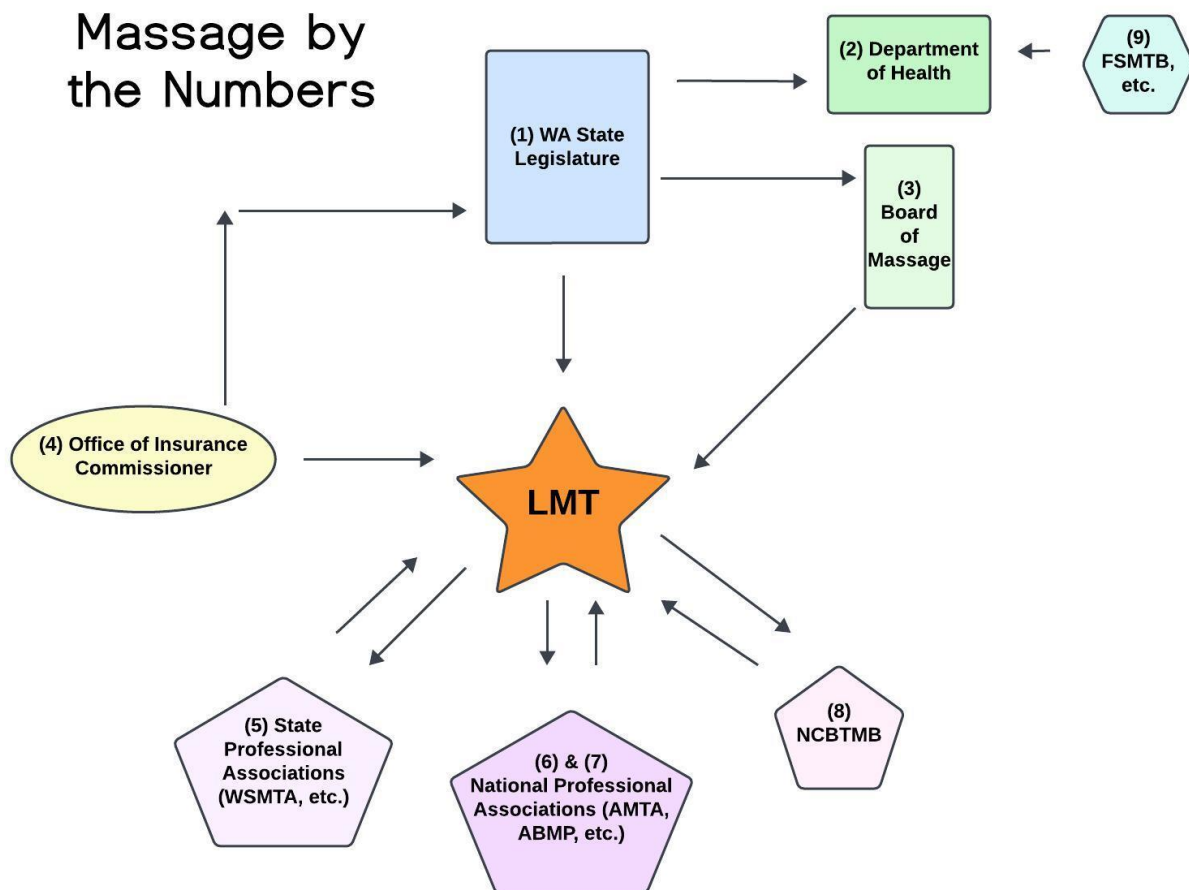 Massage by
the Numbers
(1) WA State
Legislature
(2) Department
of Health
(9)
FSMTB,
etc.
(3)
Board
of
Massage
(4) Office of Insurance
Commissioner
LMT
(5) State
Professional
Associations
(WSMTA, etc.)
(6) & (7)
National Professional
Associations (AMTA,
ABMP, etc.)
(8)
NCBTMB